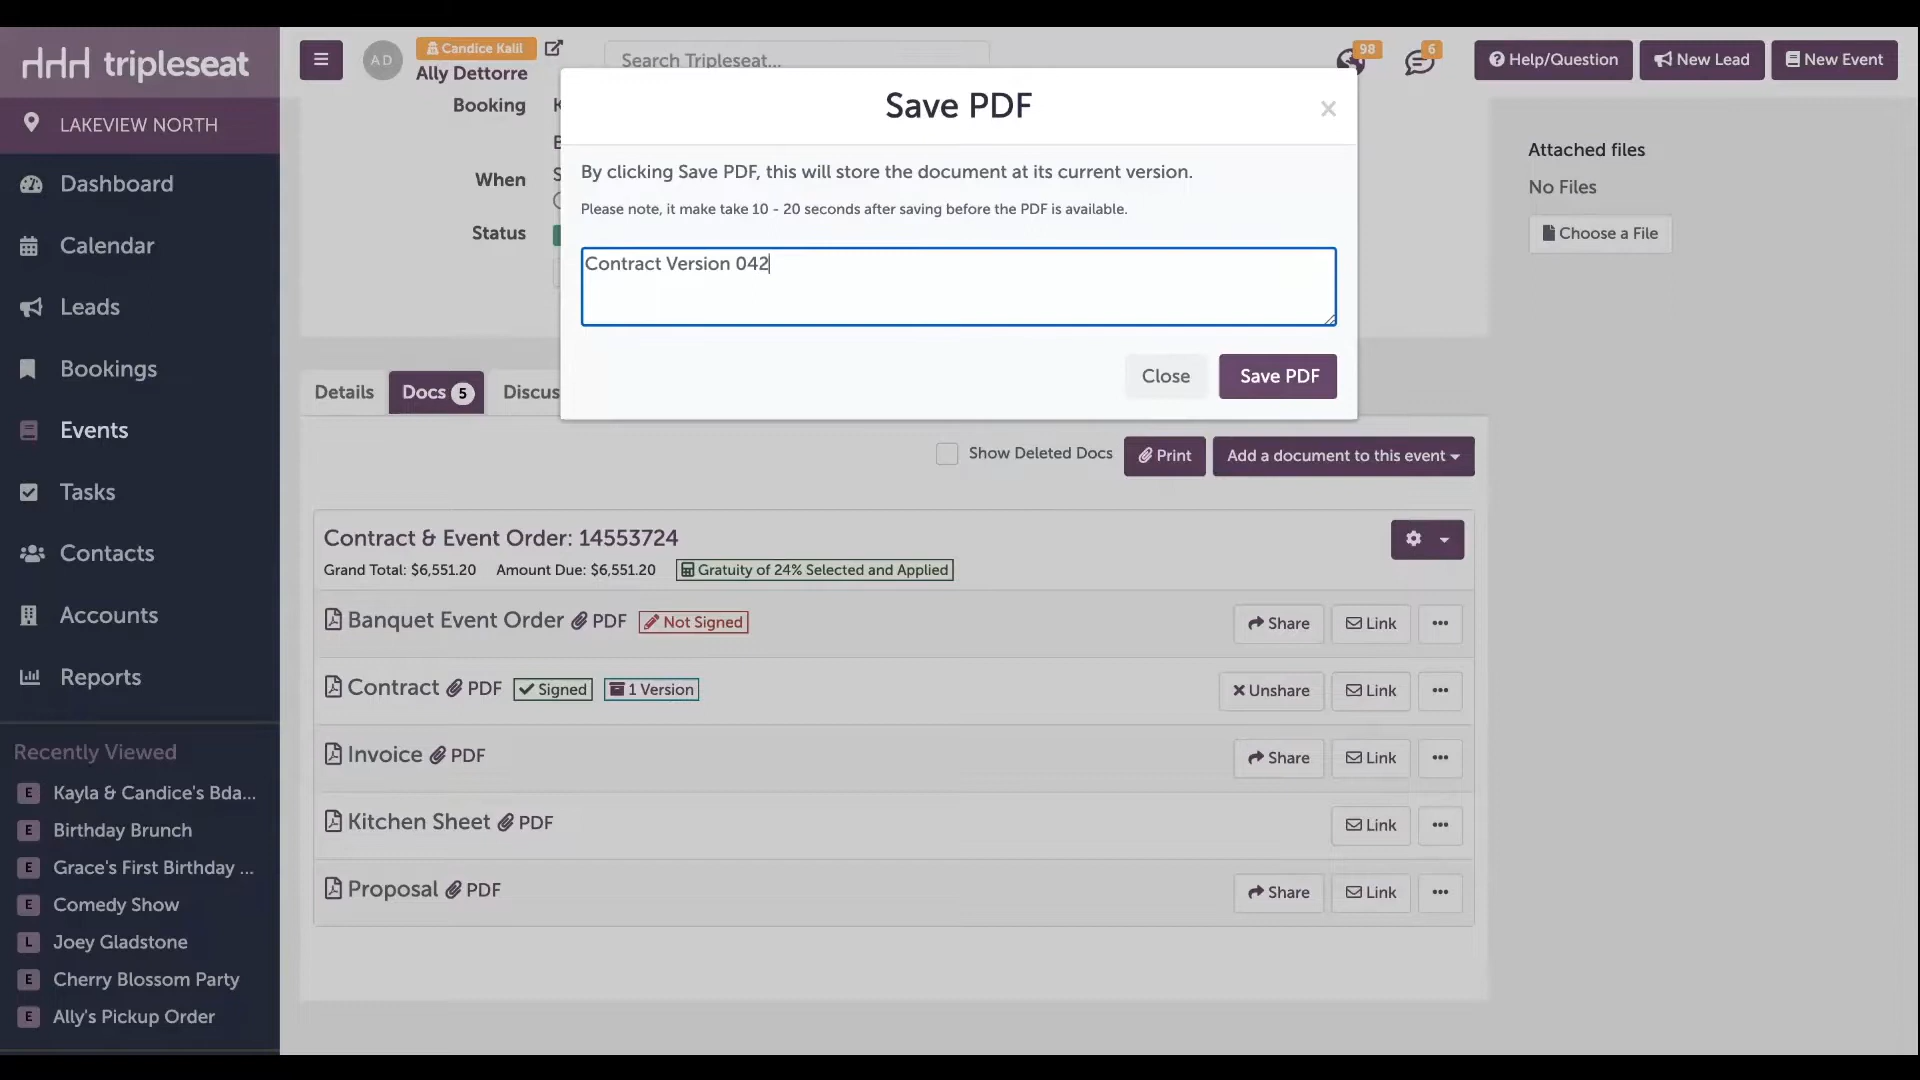 tripleseat
LAKEVIEW NORTH
Dashboard
Calendar
Leads
Bookings
Events
Tasks
Contacts
Accounts
Reports
Recently Viewed
E Kayla & Candice's Bda...
E Birthday Brunch
E Grace's First Birthday ...
E Comedy Show
L Joey Gladstone
E Cherry Blossom Party
E Ally's Pickup Order
AD
Candice Kalil
Ally Dettorre
Search Tripleseat...
98
6
Help/Question
New Lead
New Event
Booking
When
Status
Save PDF
×
By clicking Save PDF, this will store the document at its current version.
Please note, it make take 10 - 20 seconds after saving before the PDF is available.
Contract Version 042
Close
Save PDF
Attached files
No Files
Choose a File
Details
Docs 5
Discus
Show Deleted Docs
Print
Add a document to this event
Contract & Event Order: 14553724
Grand Total: $6,551.20 Amount Due: $6,551.20 Gratuity of 24% Selected and Applied
Banquet Event Order PDF Not Signed Share Link
Contract PDF Signed 1 Version Unshare Link
Invoice PDF Share Link
Kitchen Sheet PDF Link
Proposal PDF Share Link